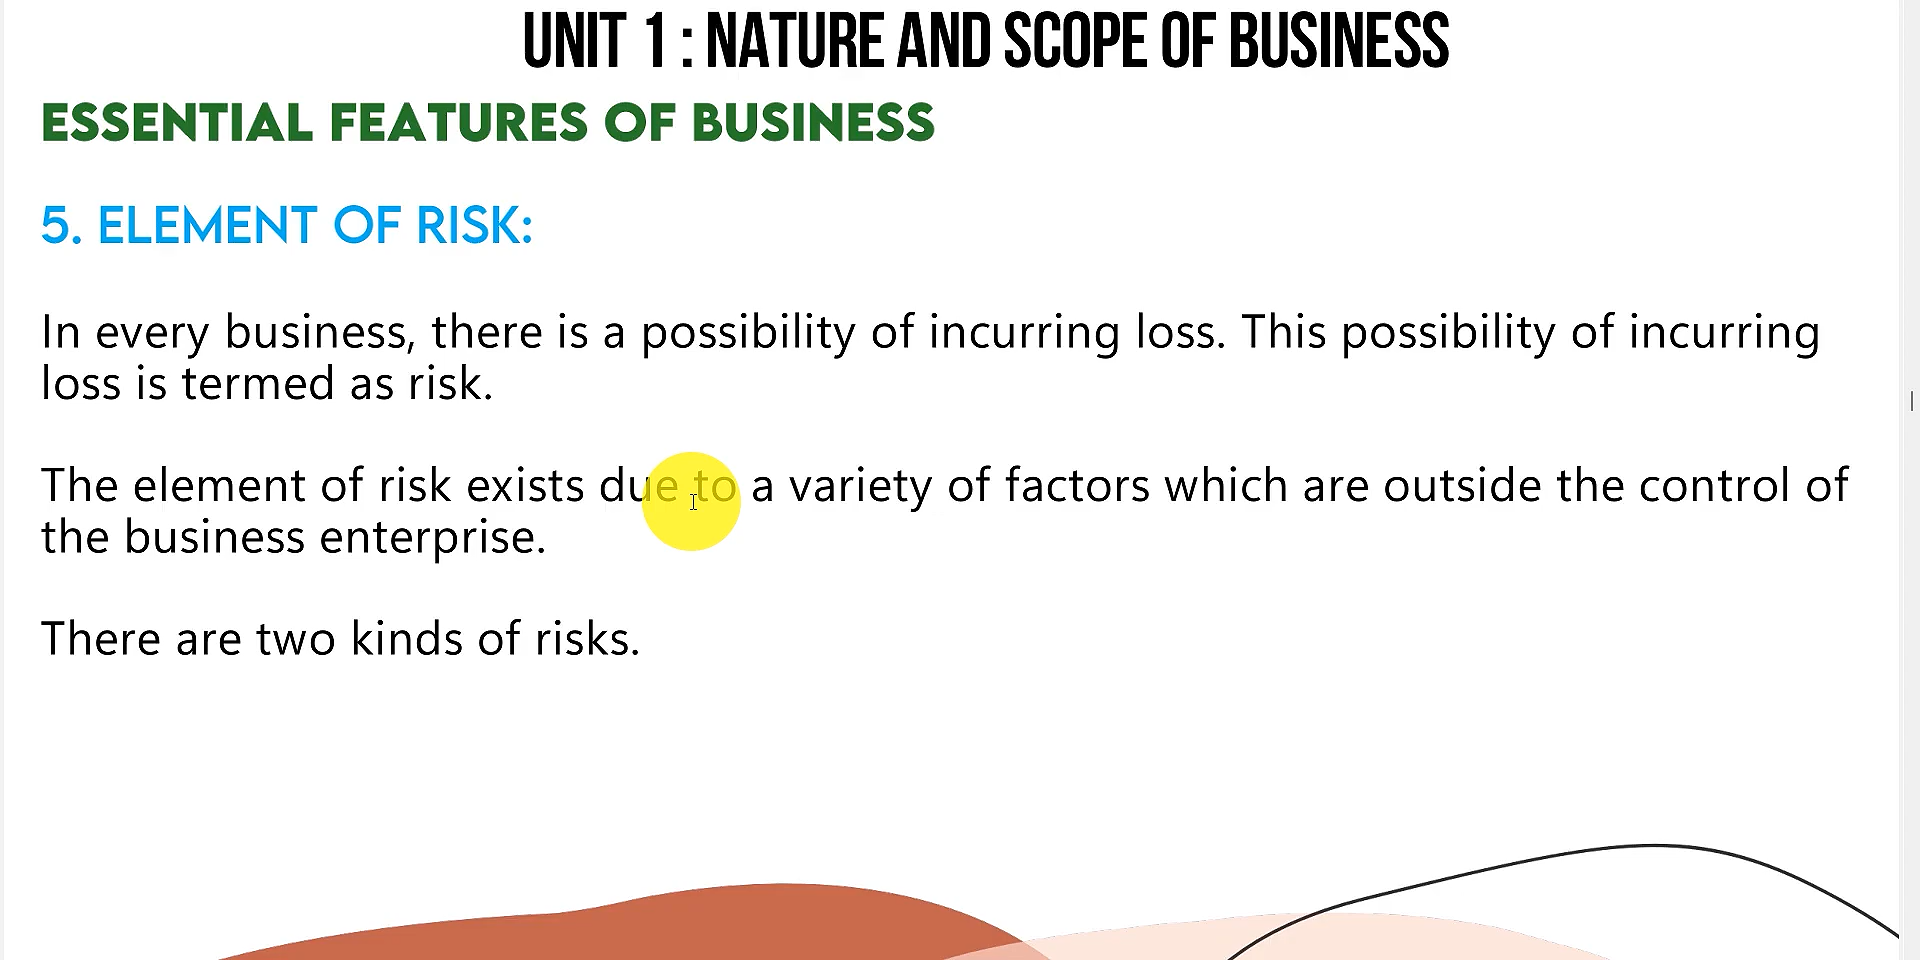 UNIT 1 : NATURE AND SCOPE OF BUSINESS
ESSENTIAL FEATURES OF BUSINESS
5. ELEMENT OF RISK:
In every business, there is a possibility of incurring loss. This possibility of incurring
loss is termed as risk.
The element of risk exists due to a variety of factors which are outside the control of
the business enterprise.
There are two kinds of risks.